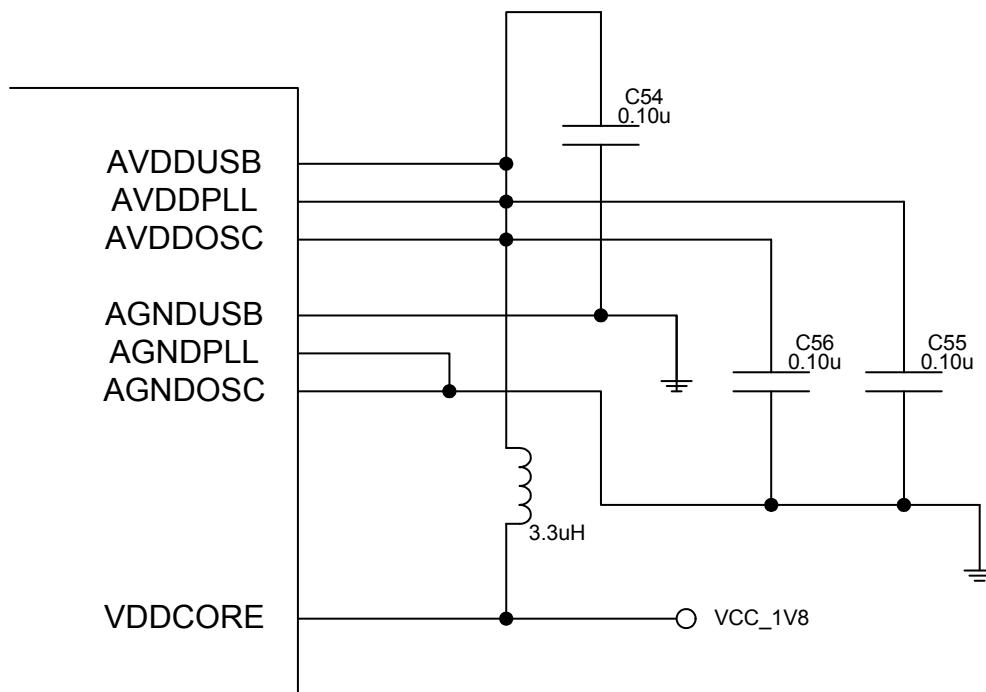 C54
0.10u
AVDDUSB
AVDDPLL
AVDDOSC
AGNDUSB
AGNDPLL
AGNDOSC
C56
0.10u
C55
0.10u
3.3uH
VDDCORE
VCC_1V8